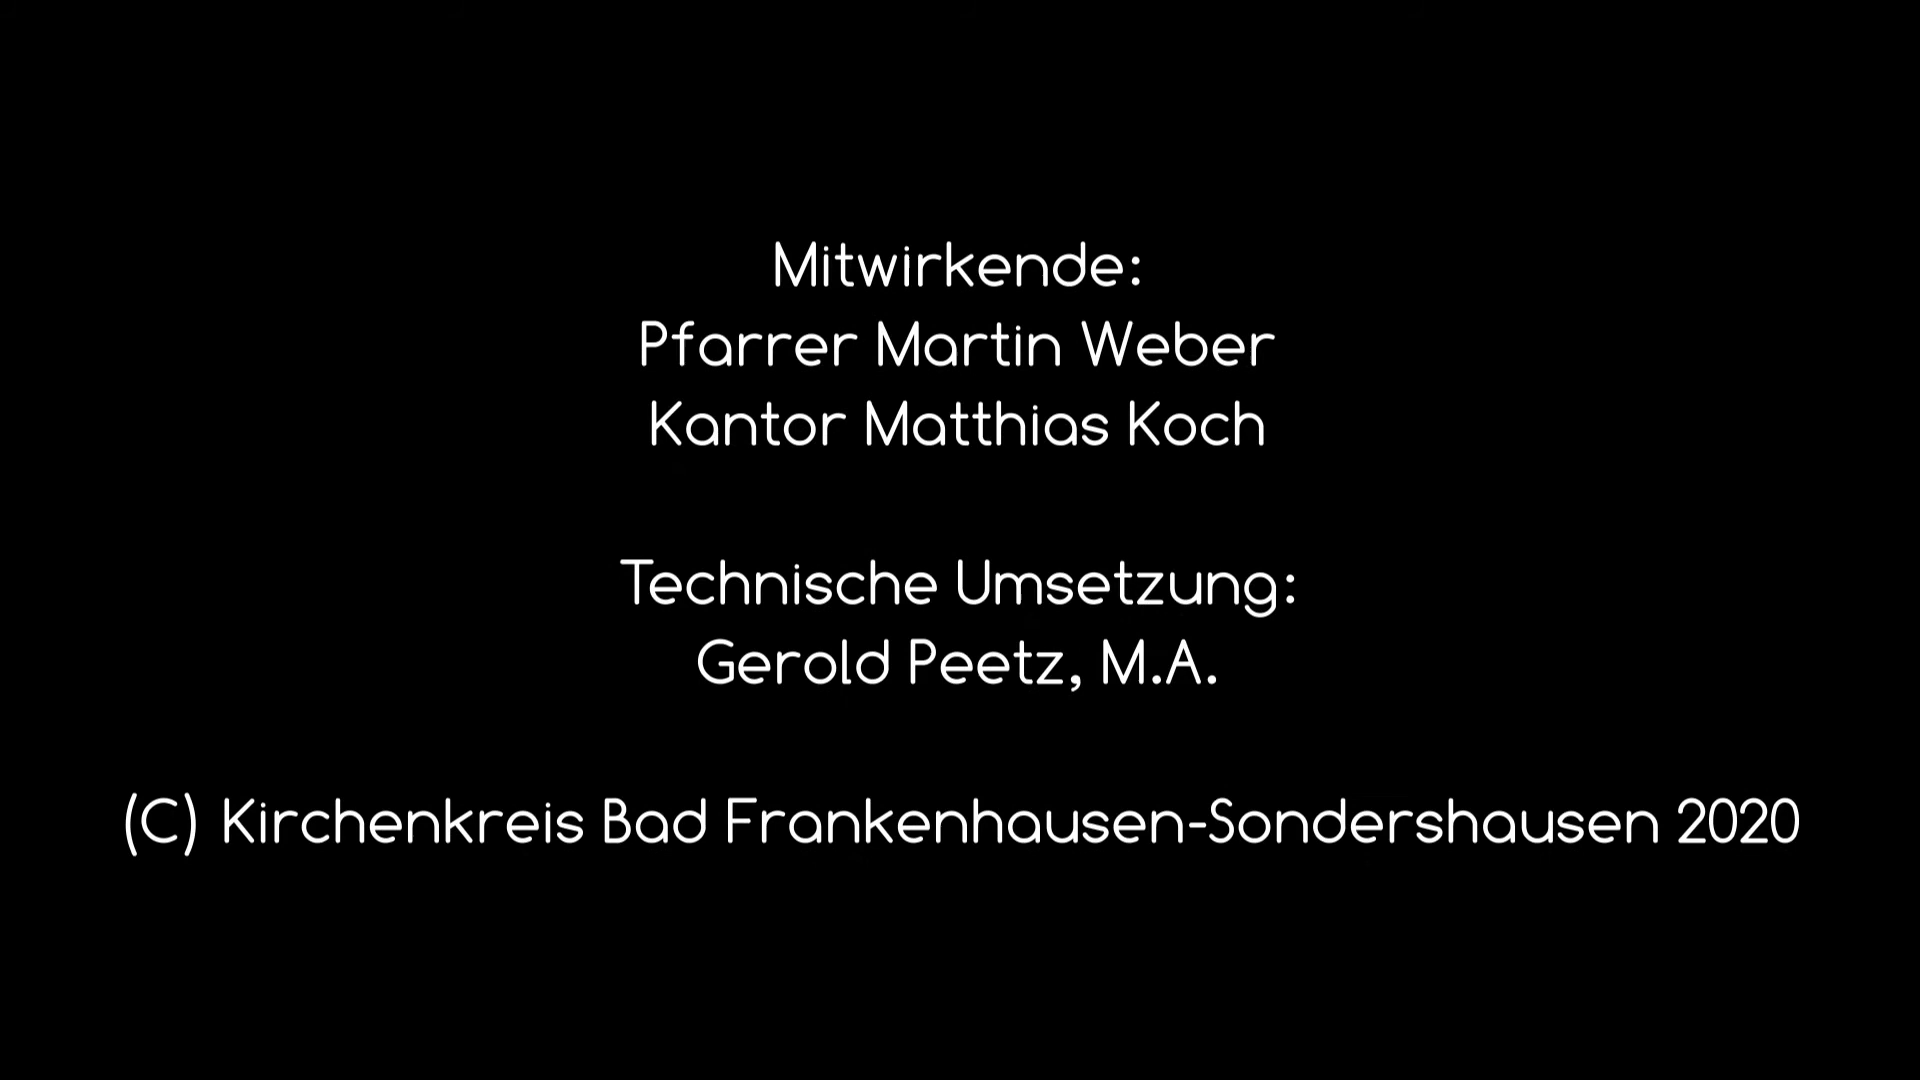 Mitwirkende:
Pfarrer Martin Weber
Kantor Matthias Koch
Technische Umsetzung:
Gerold Peetz, M.A.
(C) Kirchenkreis Bad Frankenhausen-Sondershausen 2020